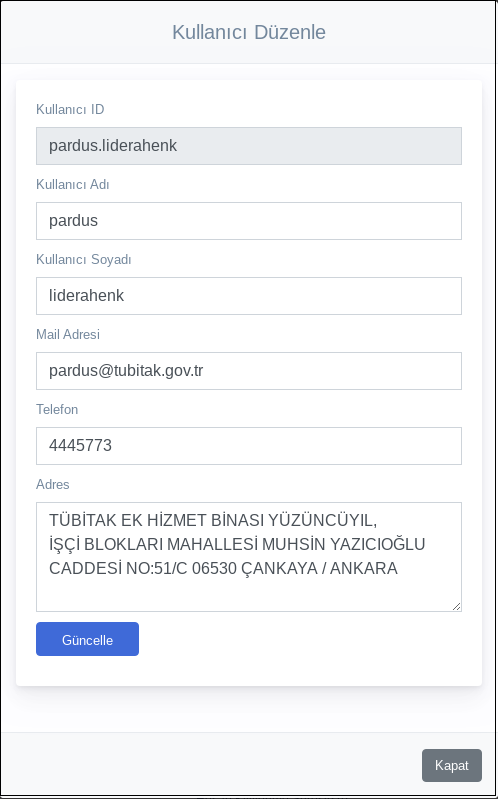 Kullanıcı Düzenle
Kullanıcı ID
pardus.liderahenk
Kullanıcı Adı
pardus
Kullanıcı Soyadı
liderahenk
Mail Adresi
pardus@tubitak.gov.tr
Telefon
4445773
Adres
TÜBİTAK EK HİZMET BİNASI YÜZÜNCÜYIL,
İŞÇİ BLOKLARI MAHALLESİ MUHSİN YAZICIOĞLU
CADDESİ NO:51/C 06530 ÇANKAYA / ANKARA
Güncelle
Kapat